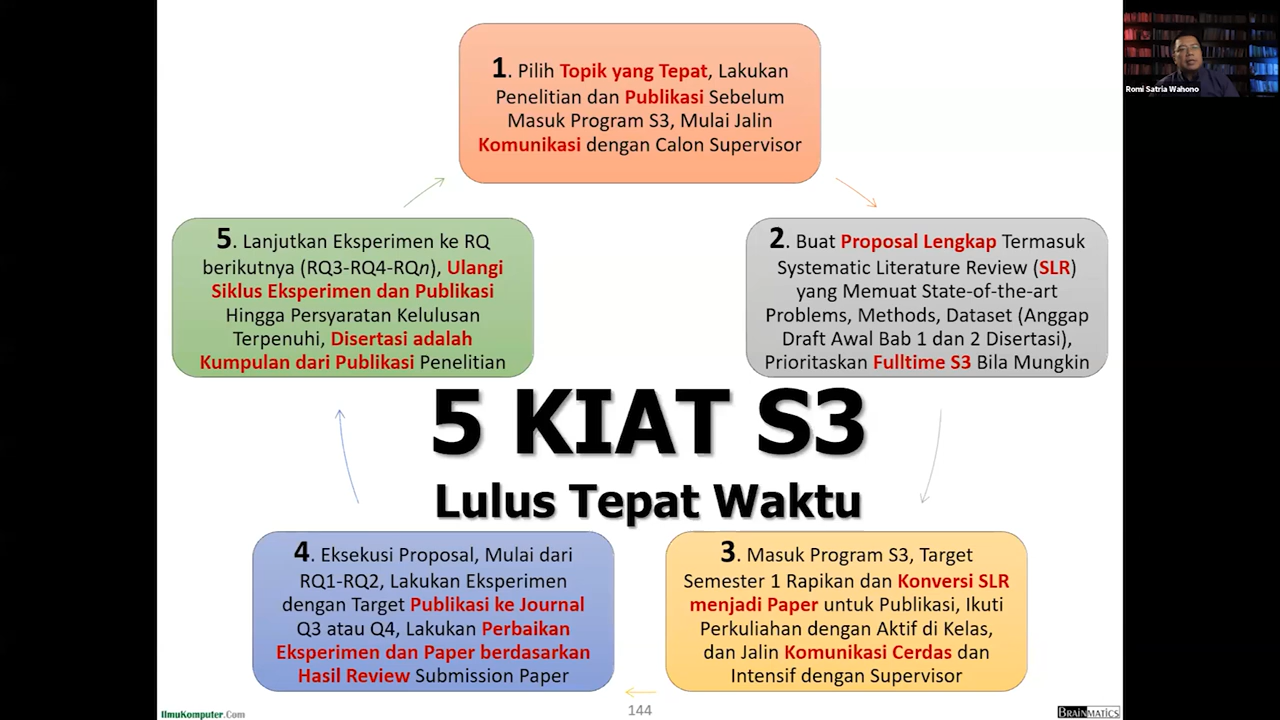 1. Pilih Topik yang Tepat, Lakukan
Penelitian dan Publikasi Sebelum
Masuk Program S3, Mulai Jalin
Komunikasi dengan Calon Supervisor
Romi Satria Wahono
5. Lanjutkan Eksperimen ke RQ
berikutnya (RQ3-RQ4-RQn), Ulangi
Siklus Eksperimen dan Publikasi
Hingga Persyaratan Kelulusan
Terpenuhi, Disertasi adalah
Kumpulan dari Publikasi Penelitian
2. Buat Proposal Lengkap Termasuk
Systematic Literature Review (SLR)
yang Memuat State-of-the-art
Problems, Methods, Dataset (Anggap
Draft Awal Bab 1 dan 2 Disertasi),
Prioritaskan Fulltime S3 Bila Mungkin
5 KIAT S3
Lulus Tepat Waktu
4. Eksekusi Proposal, Mulai dari
RQ1-RQ2, Lakukan Eksperimen
dengan Target Publikasi ke Journal
Q3 atau Q4, Lakukan Perbaikan
Eksperimen dan Paper berdasarkan
Hasil Review Submission Paper
3. Masuk Program S3, Target
Semester 1 Rapikan dan Konversi SLR
menjadi Paper untuk Publikasi, Ikuti
Perkuliahan dengan Aktif di Kelas,
dan Jalin Komunikasi Cerdas dan
Intensif dengan Supervisor
IlmuKomputer.Com
144
BRAINMATICS